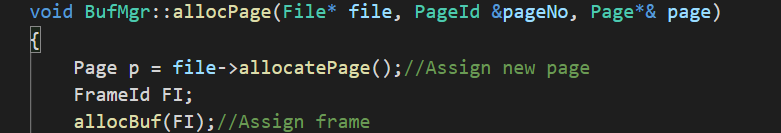 void BufMgr::allocPage(File* file, PageId &pageNo, Page*& page)
{
Page p = file->allocatePage();//Assign new page
FrameId FI;
allocBuf(FI);//Assign frame